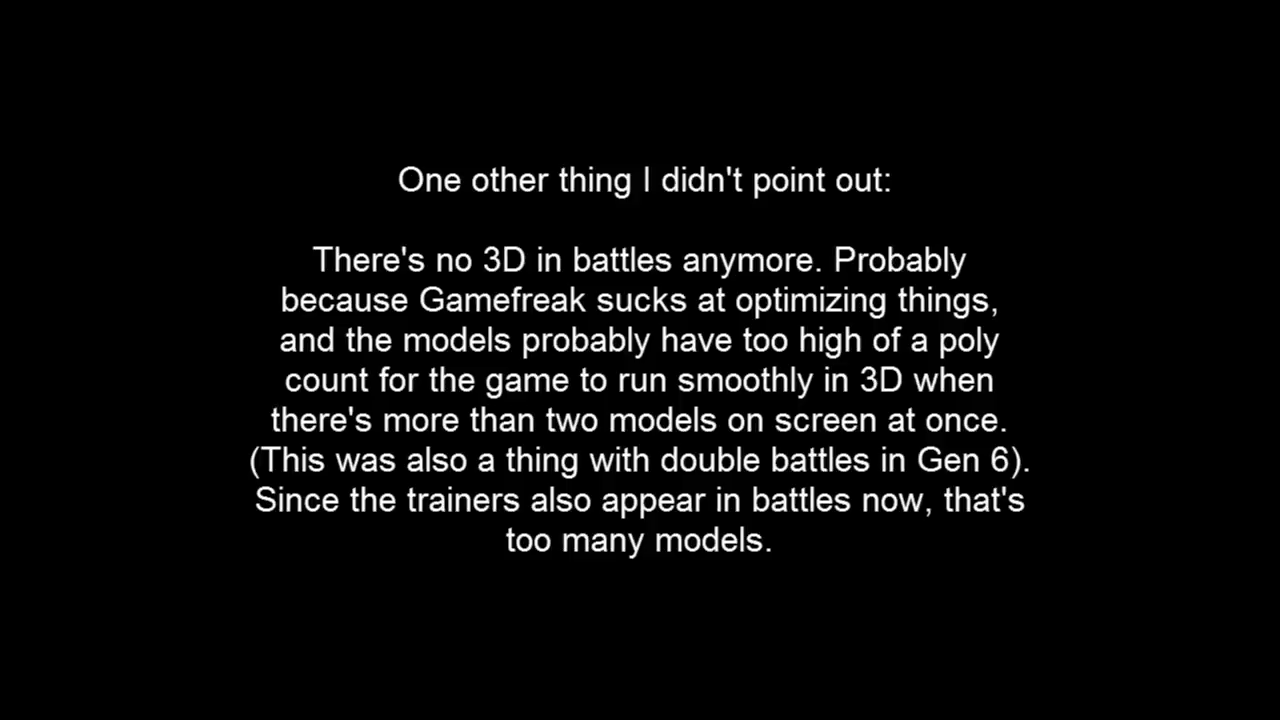 One other thing I didn't point out:
There's no 3D in battles anymore. Probably
because Gamefreak sucks at optimizing things,
and the models probably have too high of a poly
count for the game to run smoothly in 3D when
there's more than two models on screen at once.
(This was also a thing with double battles in Gen 6).
Since the trainers also appear in battles now, that's
too many models.